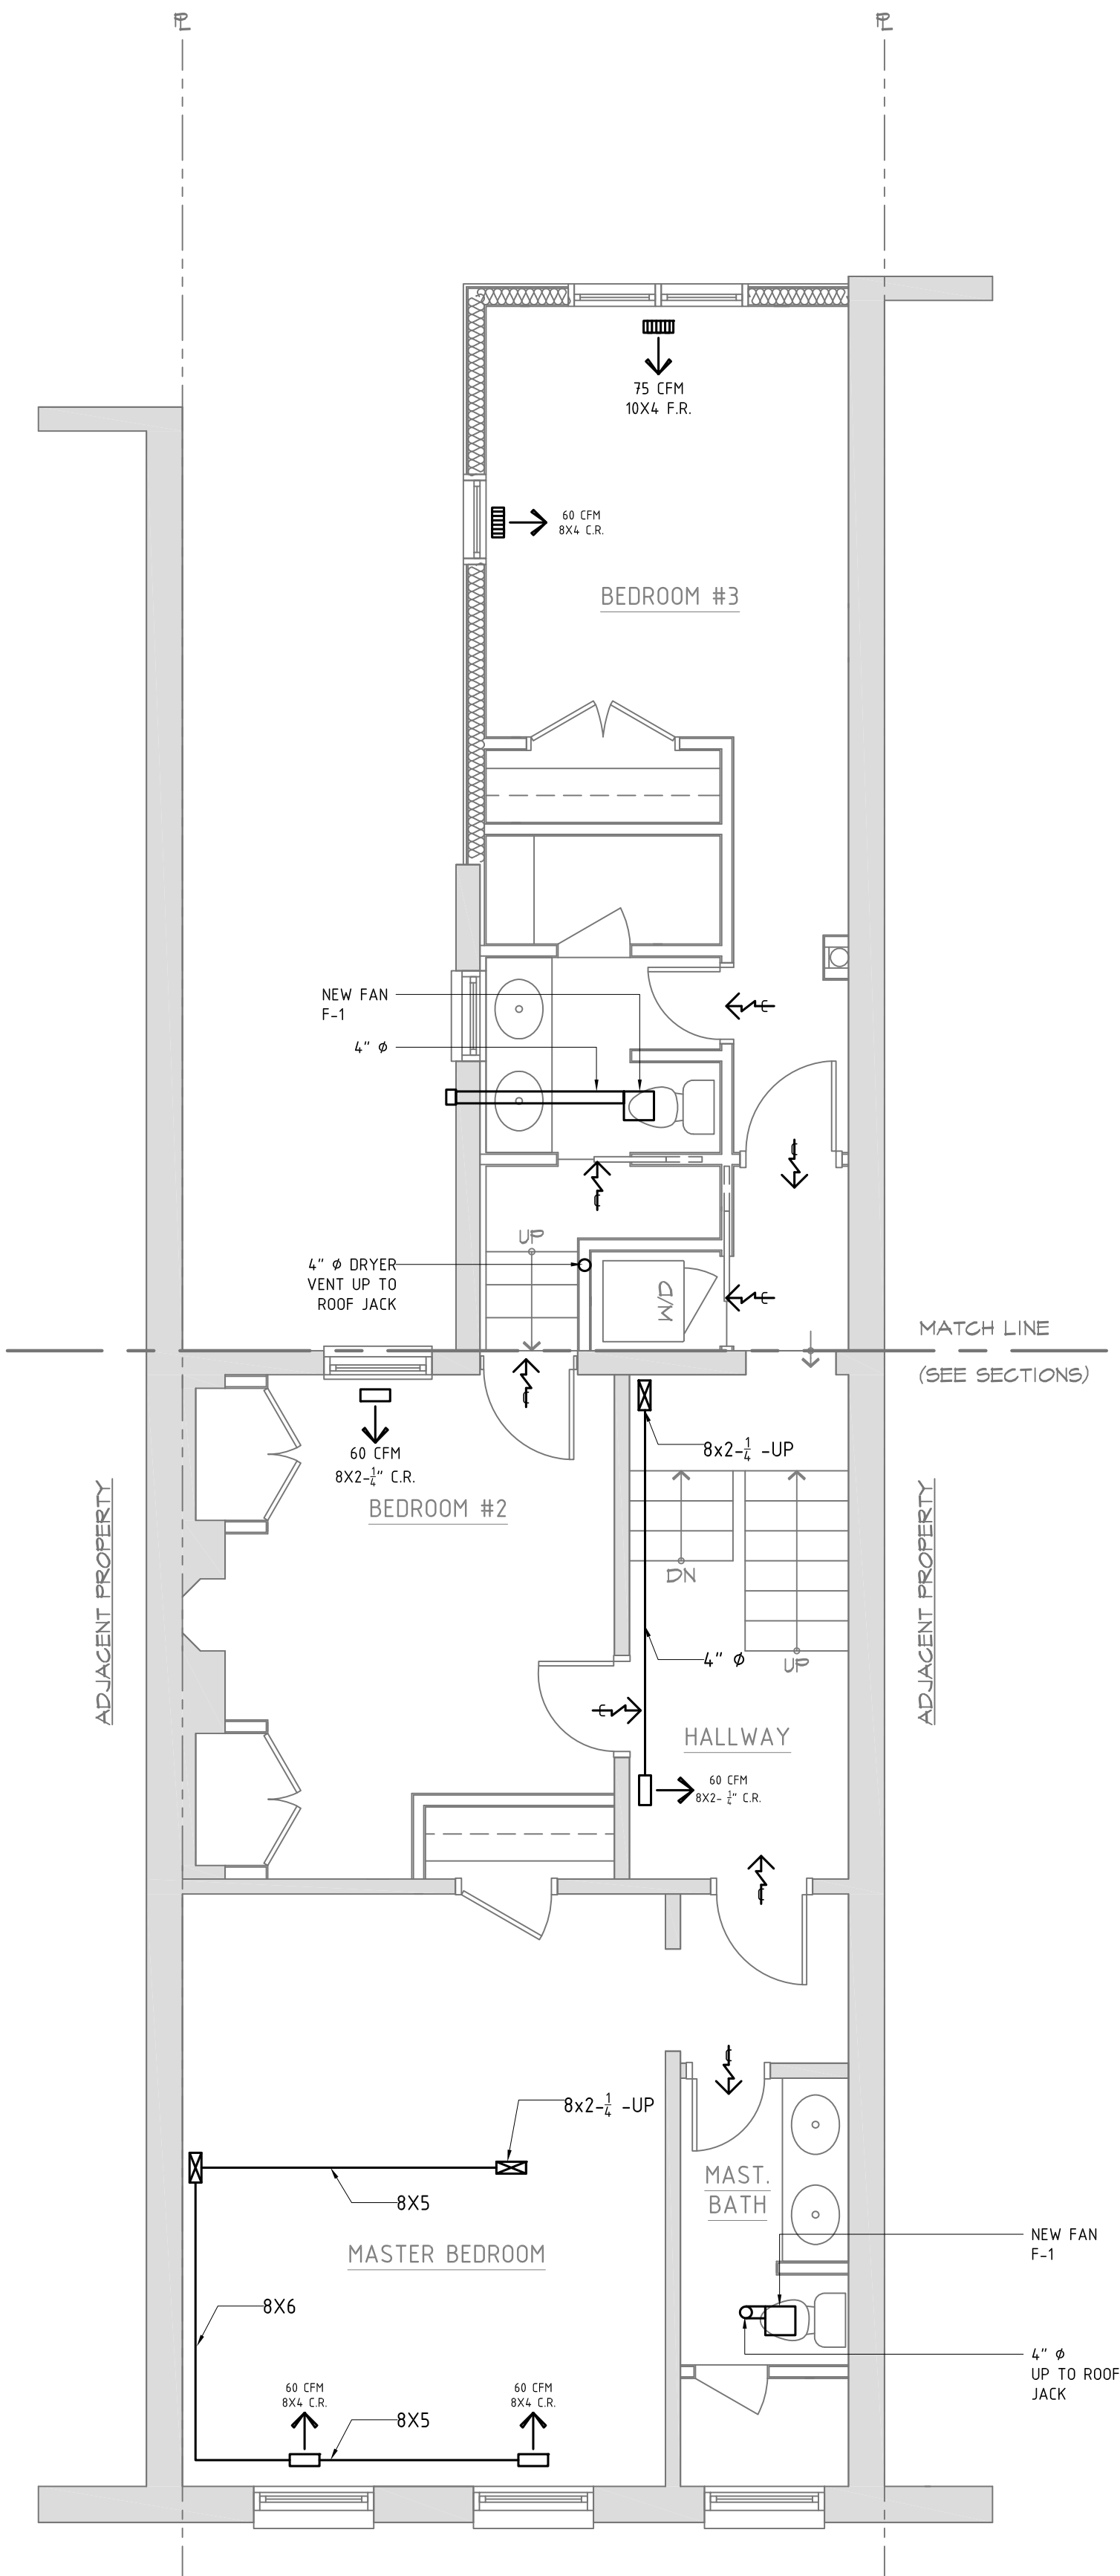 PL
PL
75 CFM
10X4 F.R.
60 CFM
8X4 C.R.
BEDROOM #3
NEW FAN
F-1
4" Ø
UP
4" Ø DRYER
VENT UP TO
ROOF JACK
W/D
MATCH LINE
(SEE SECTIONS)
60 CFM
8X2-1/4" C.R.
BEDROOM #2
8x2-1/4 -UP
DN
UP
4" Ø
ADJACENT PROPERTY
ADJACENT PROPERTY
HALLWAY
60 CFM
8X2- 1/4" C.R.
8x2-1/4 -UP
8X5
MAST.
BATH
MASTER BEDROOM
NEW FAN
F-1
8X6
4" Ø
UP TO ROOF
JACK
60 CFM
8X4 C.R.
60 CFM
8X4 C.R.
8X5